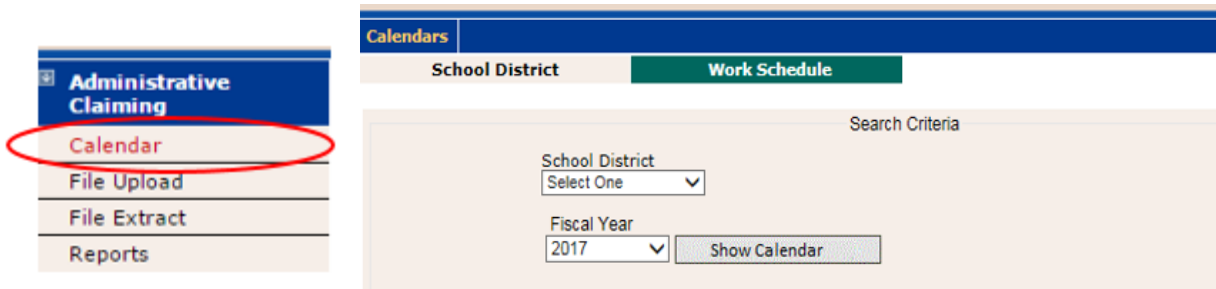 Administrative
Claiming
Calendar
File Upload
File Extract
Reports
Calendars
School District Work Schedule
Search Criteria
School District
Select One
Fiscal Year
2017 Show Calendar